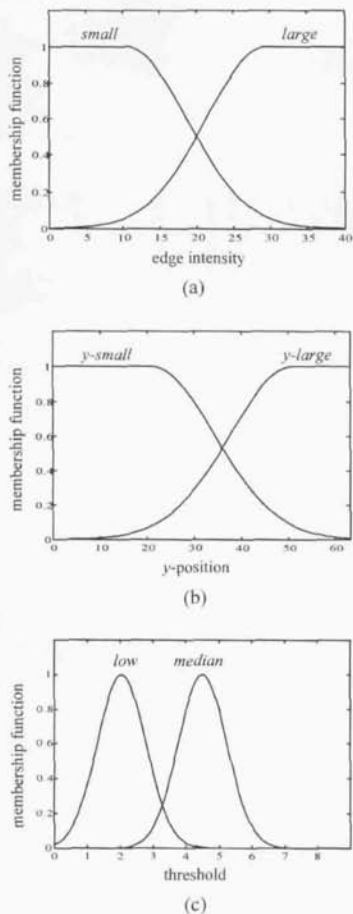 small large
membership function
1
0.8
0.6
0.4
0.2
0
0 5 10 15 20 25 30 35 40
edge intensity
(a)
y-small y-large
membership function
1
0.8
0.6
0.4
0.2
0
0 10 20 30 40 50 60
y-position
(b)
low median
membership function
1
0.8
0.6
0.4
0.2
0
0 1 2 3 4 5 6 7 8
threshold
(c)